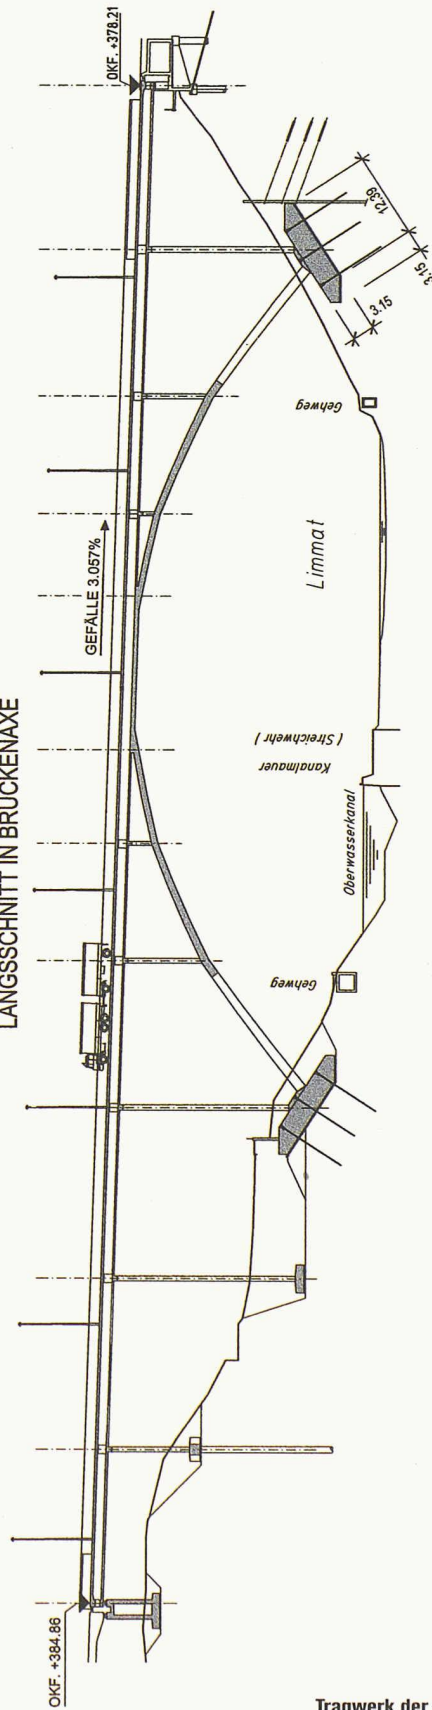 LÄNGSSCHNITT IN BRÜCKENAXE
OKF. +384.86
GEFÄLLE 3.057%
OKF. +378.21
Gehweg
Oberwasserkanal
Kanalmauer
( Streichwehr )
Limmat
Gehweg
3.15
12.39
3.15
Tragwerk der